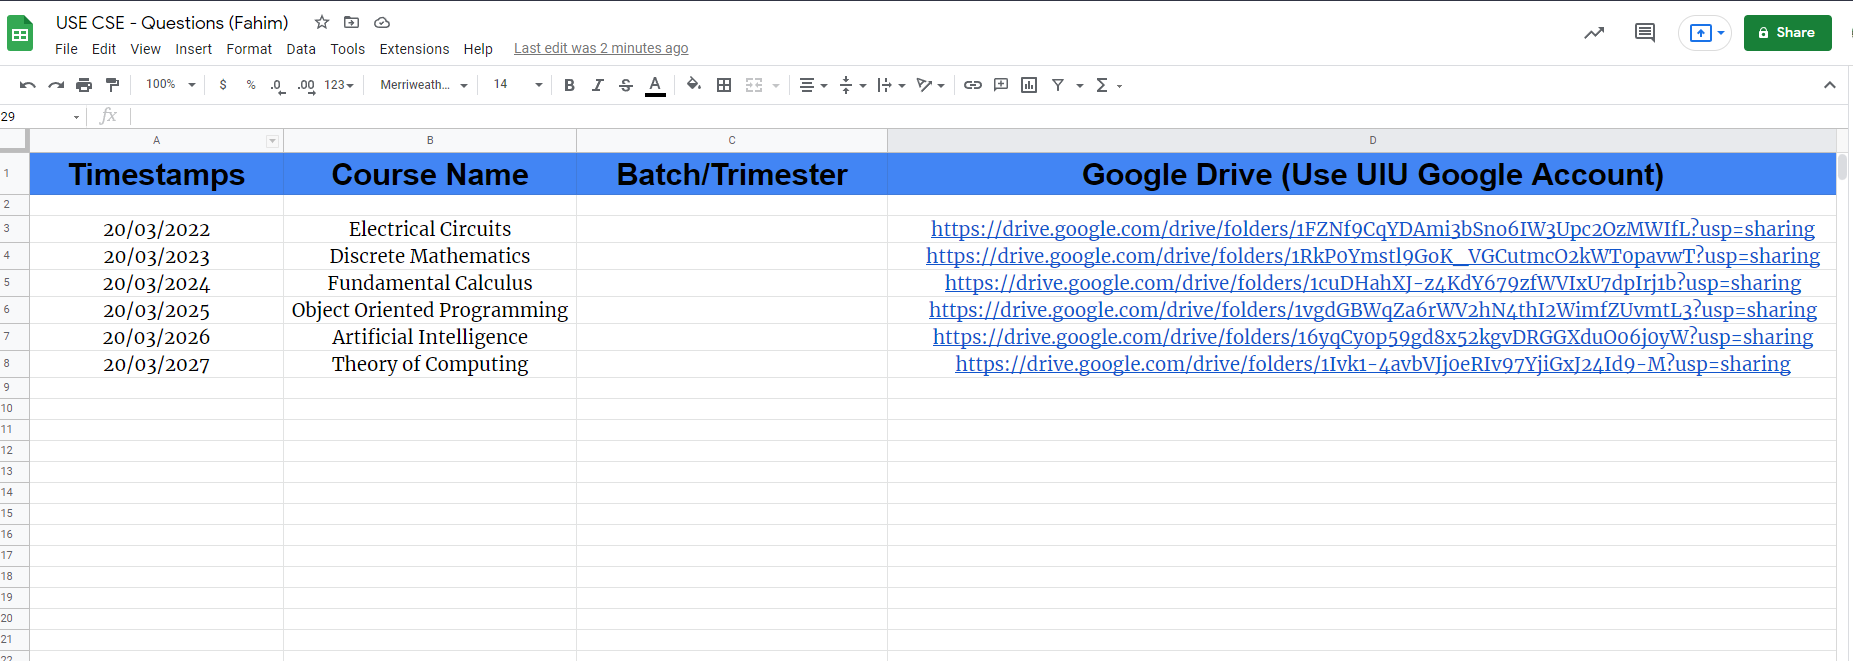 USE CSE - Questions (Fahim)
File Edit View Insert Format Data Tools Extensions Help Last edit was 2 minutes ago
Share
100% $ % .0 .00 123 Merriweath... 14 B I S A
29 fx
A B C D
1 Timestamps Course Name Batch/Trimester Google Drive (Use UIU Google Account)
2
3 20/03/2022 Electrical Circuits https://drive.google.com/drive/folders/1FZNf9CqYDAmi3bSno6IW3Upc2OzMWIfL?usp=sharing
4 20/03/2023 Discrete Mathematics https://drive.google.com/drive/folders/1RkP0Ymstl9GoK_VGCutmcO2kWT0pavwT?usp=sharing
5 20/03/2024 Fundamental Calculus https://drive.google.com/drive/folders/1cuDHahXJ-z4KdY679zfWVIxU7dpIrj1b?usp=sharing
6 20/03/2025 Object Oriented Programming https://drive.google.com/drive/folders/1vgdGBWqZa6rWV2hN4thI2WimfZUvmtL3?usp=sharing
7 20/03/2026 Artificial Intelligence https://drive.google.com/drive/folders/16yqCy0p59gd8x52kgvDRGGXduOo6j0yW?usp=sharing
8 20/03/2027 Theory of Computing https://drive.google.com/drive/folders/1Ivk1-4avbVJj0eRIv97YjiGxJ24Id9-M?usp=sharing
9
10
11
12
13
14
15
16
17
18
19
20
21
22